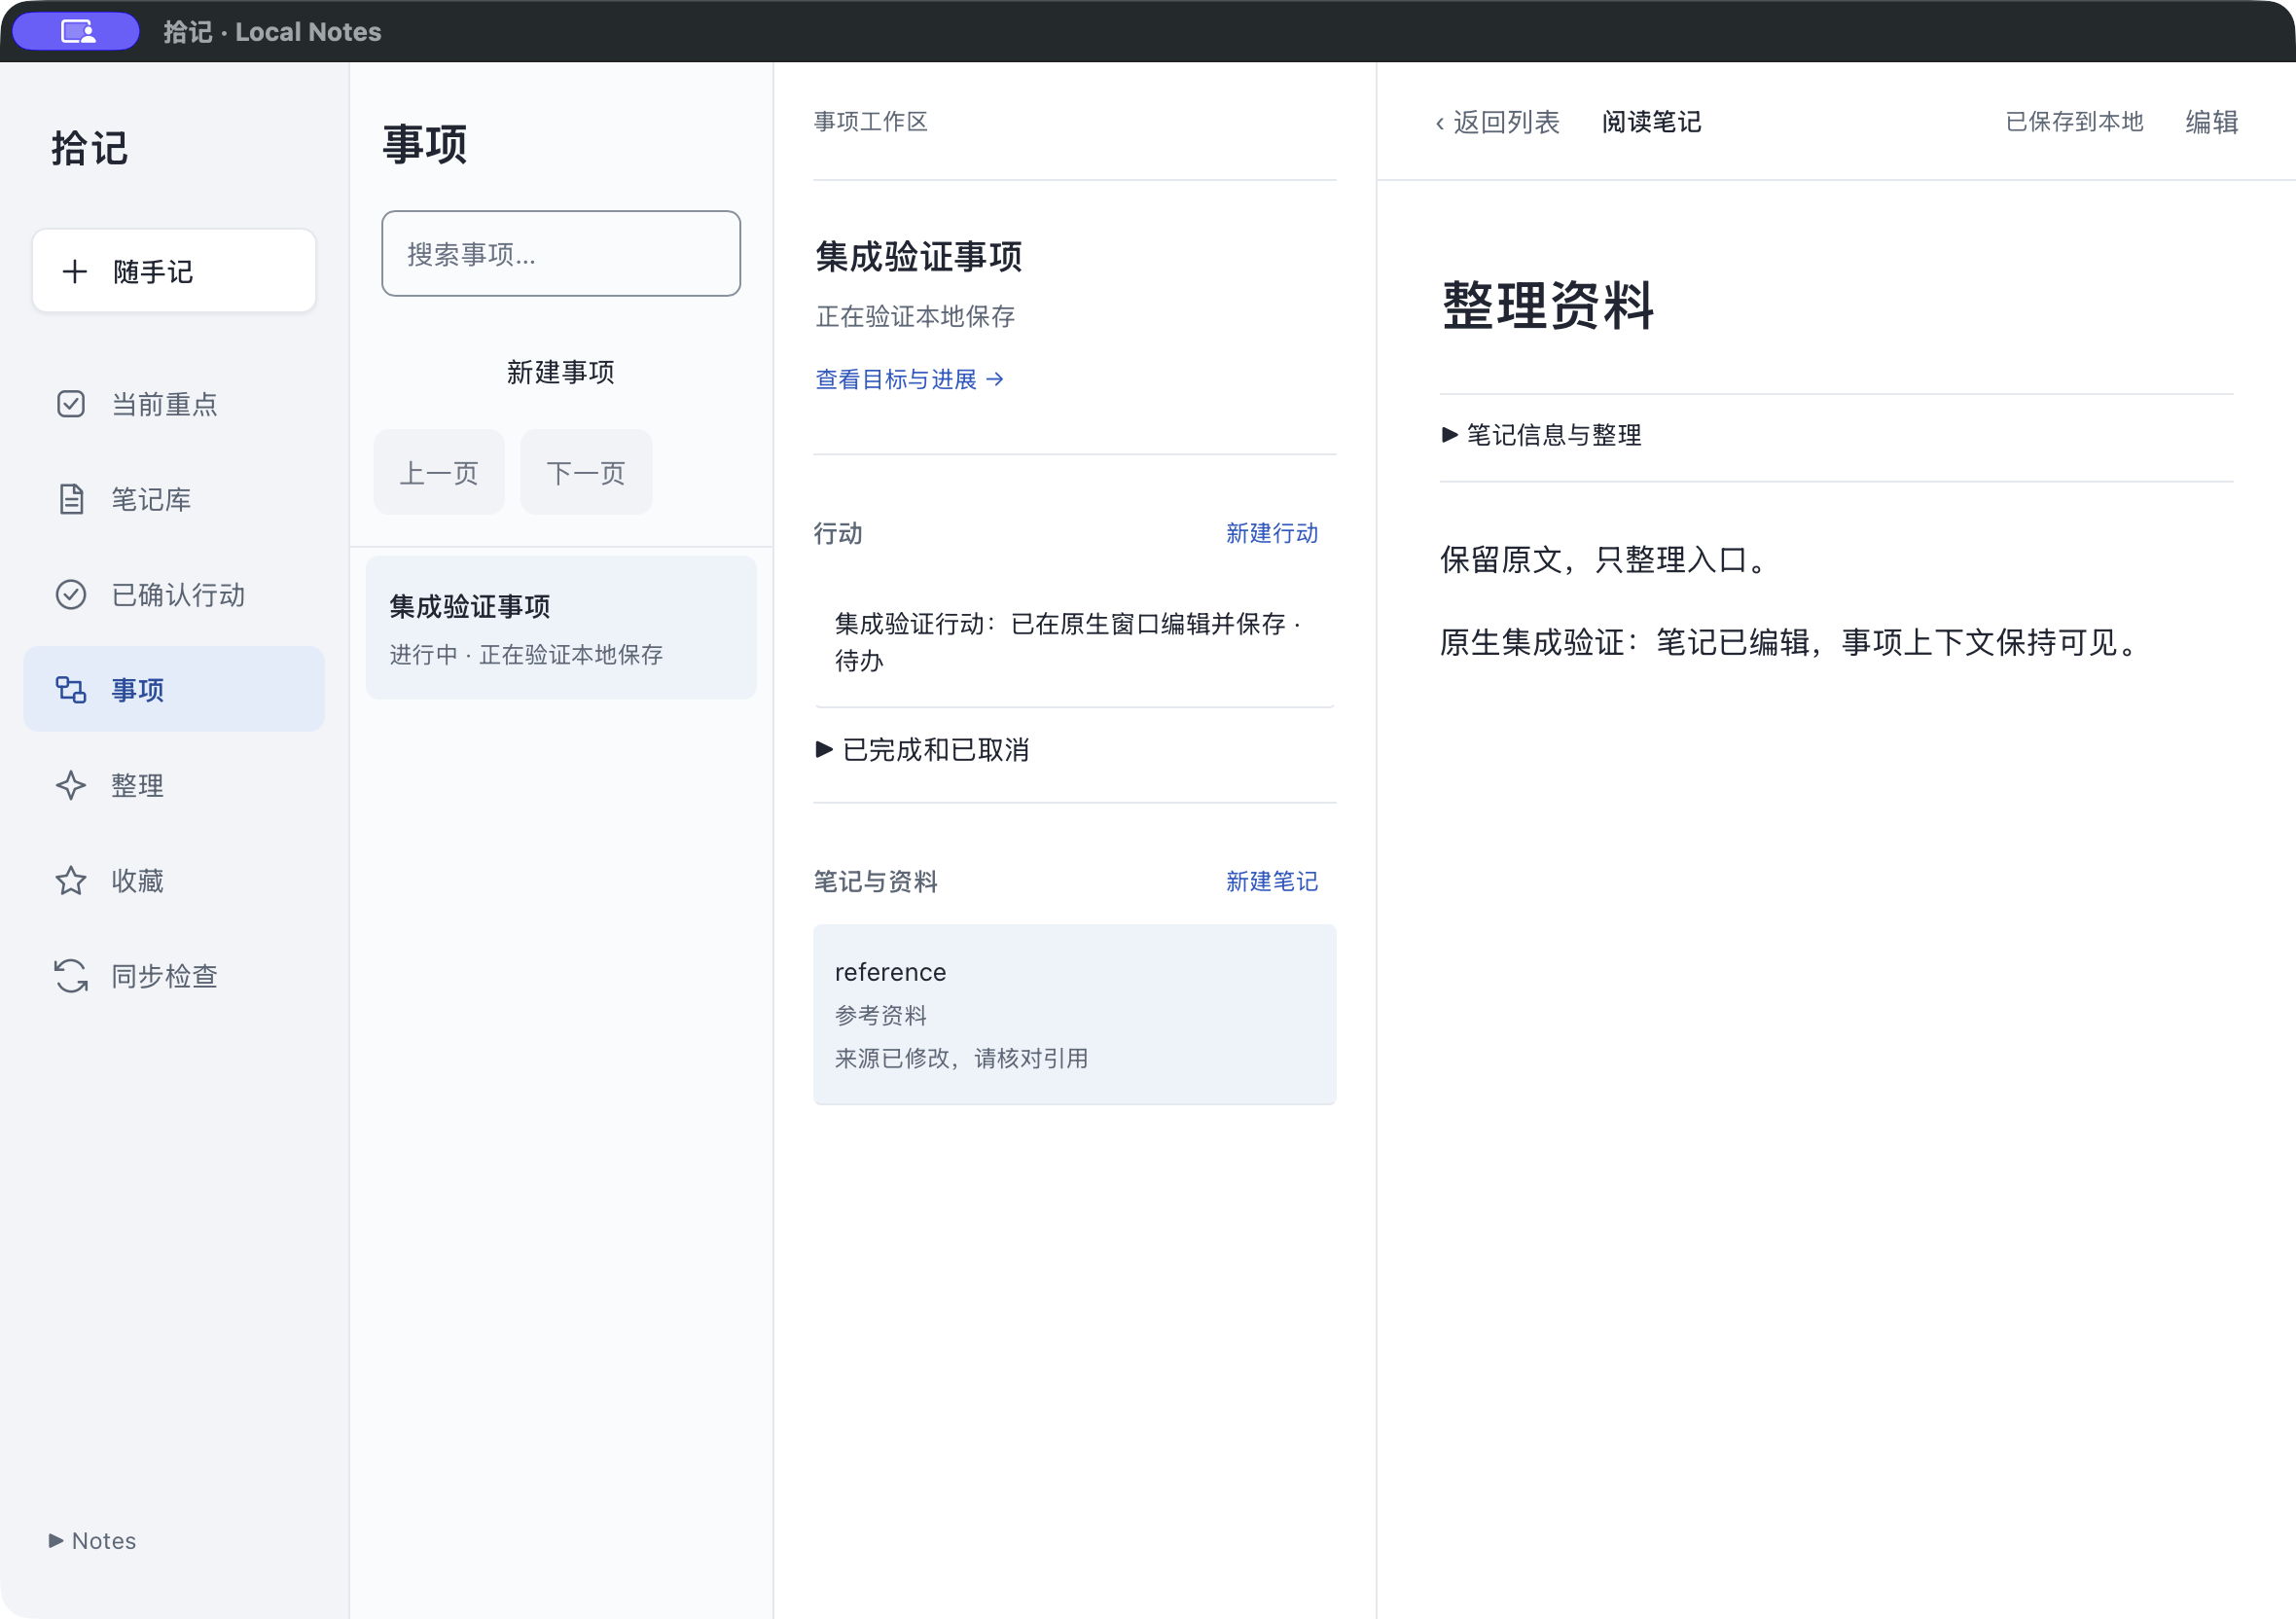 拾记 · Local Notes
拾记
随手记
当前重点
笔记库
已确认行动
事项
整理
收藏
同步检查
Notes
事项
搜索事项...
新建事项
上一页
下一页
集成验证事项
进行中 · 正在验证本地保存
事项工作区
集成验证事项
正在验证本地保存
查看目标与进展 →
行动
新建行动
集成验证行动：已在原生窗口编辑并保存 ·
待办
已完成和已取消
笔记与资料
新建笔记
reference
参考资料
来源已修改，请核对引用
‹ 返回列表
阅读笔记
已保存到本地
编辑
整理资料
笔记信息与整理
保留原文，只整理入口。
原生集成验证：笔记已编辑，事项上下文保持可见。